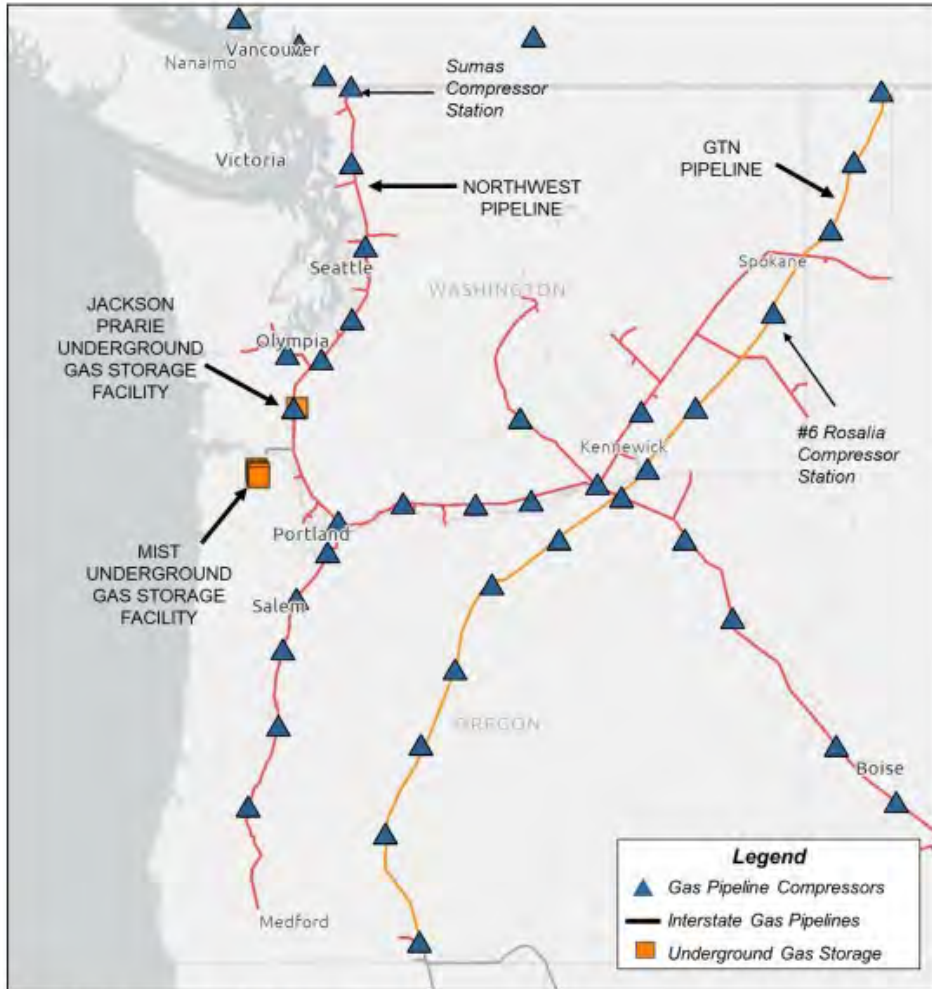 Vancouver
Nanaimo
Sumas
Compressor
Station
Victoria
NORTHWEST
PIPELINE
GTN
PIPELINE
Seattle
Spokane
WASHINGTON
JACKSON
PRARIE
UNDERGROUND
GAS STORAGE
FACILITY
Olympia
#6 Rosalia
Compressor
Station
Kennewick
Portland
MIST
UNDERGROUND
GAS STORAGE
FACILITY
Salem
OREGON
Boise
Medford
Legend
Gas Pipeline Compressors
Interstate Gas Pipelines
Underground Gas Storage